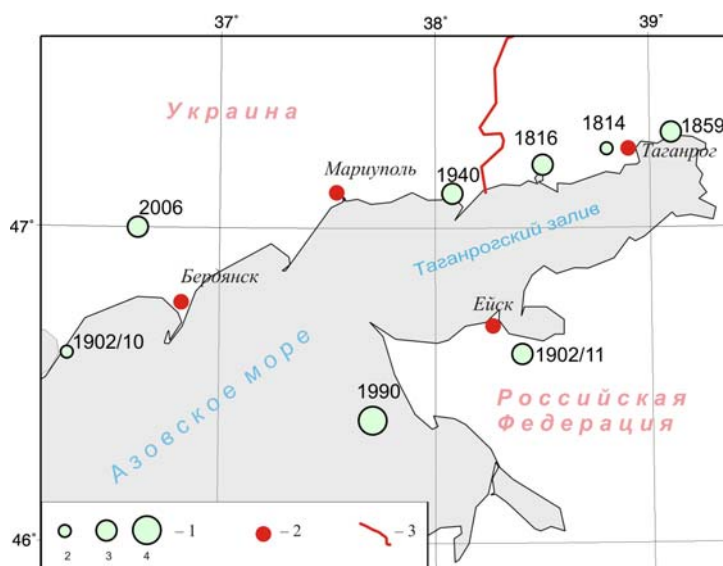 37˚ 38˚ 39˚
Украина
1859
1814
Таганрог
1816
1940
Мариуполь
2006
47˚
Таганрогский залив
Бердянск
Ейск
1902/10
1902/11
1990
Азовское море
Российская
Федерация
46˚
2 3 4 – 1 – 2 – 3